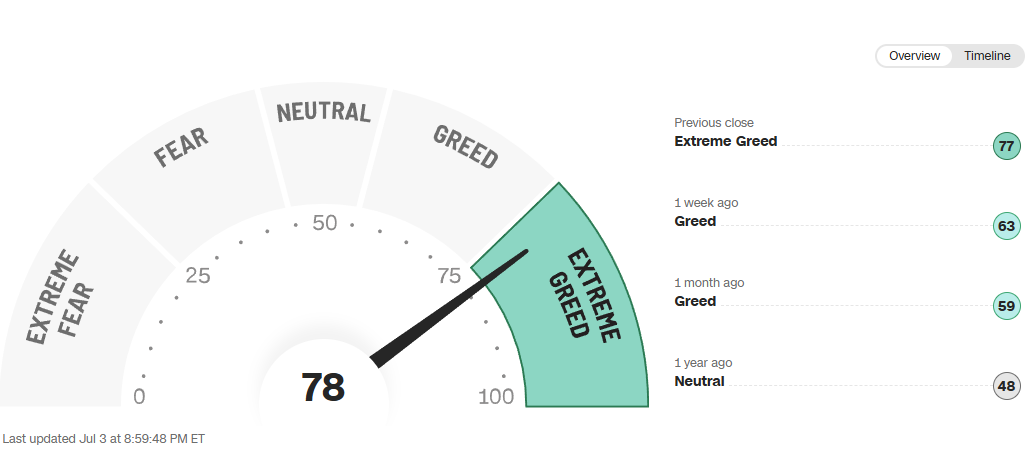 Overview Timeline
NEUTRAL
FEAR
GREED
EXTREME
FEAR
EXTREME
GREED
0
25
50
75
100
78
Last updated Jul 3 at 8:59:48 PM ET
Previous close
Extreme Greed 77
1 week ago
Greed 63
1 month ago
Greed 59
1 year ago
Neutral 48